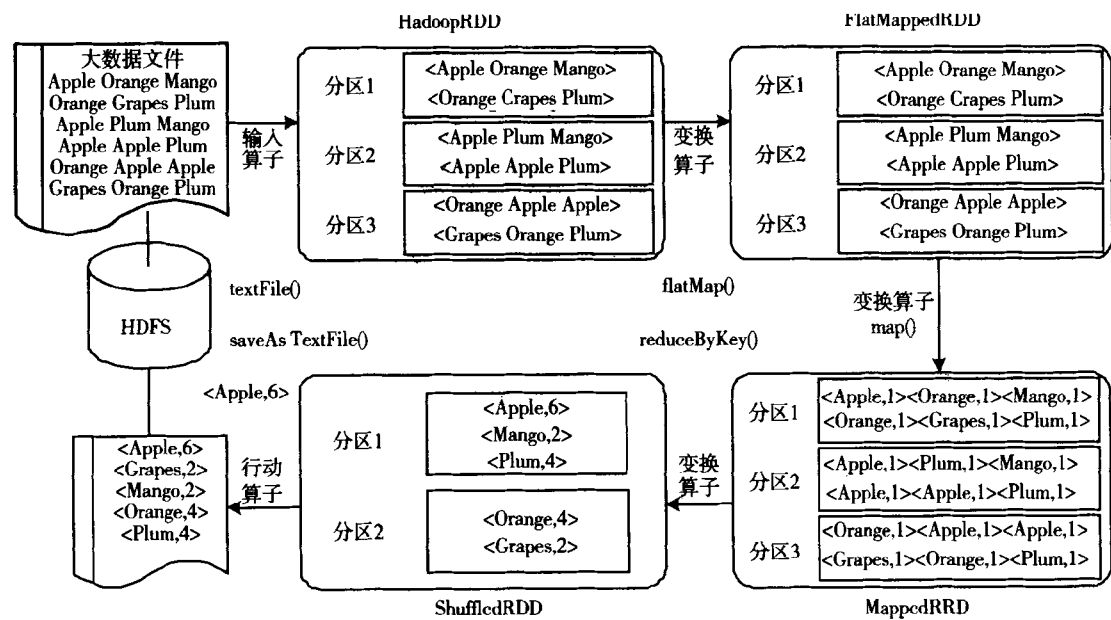 HadoopRDD
FlatMappedRDD
大数据文件
Apple Orange Mango
Orange Grapes Plum
Apple Plum Mango
Apple Apple Plum
Orange Apple Apple
Grapes Orange Plum
输入
算子
分区1
<Apple Orange Mango>
<Orange Crapes Plum>
分区2
<Apple Plum Mango>
<Apple Apple Plum>
分区3
<Orange Apple Apple>
<Grapes Orange Plum>
变换
算子
分区1
<Apple Orange Mango>
<Orange Crapes Plum>
分区2
<Apple Plum Mango>
<Apple Apple Plum>
分区3
<Orange Apple Apple>
<Grapes Orange Plum>
HDFS
textFile()
flatMap()
变换算子
map()
saveAs TextFile()
reduceByKey()
<Apple,6>
<Apple,6>
<Grapes,2>
<Mango,2>
<Orange,4>
<Plum,4>
行动
算子
分区1
<Apple,6>
<Mango,2>
<Plum,4>
分区2
<Orange,4>
<Grapes,2>
变换
算子
分区1
<Apple,1><Orange,1><Mango,1>
<Orange,1><Grapes,1><Plum,1>
分区2
<Apple,1><Plum,1><Mango,1>
<Apple,1><Apple,1><Plum,1>
分区3
<Orange,1><Apple,1><Apple,1>
<Grapes,1><Orange,1><Plum,1>
ShuffledRDD
MappedRRD